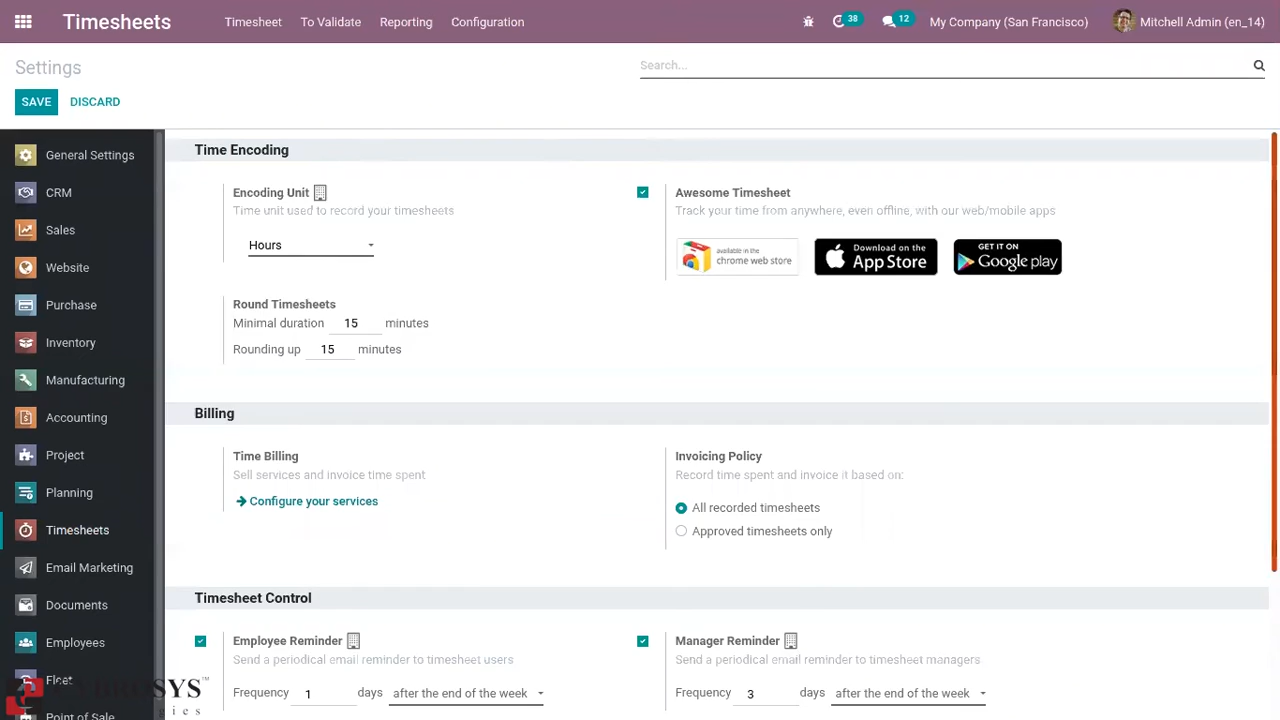 Timesheets Timesheet To Validate Reporting Configuration 38 12 My Company (San Francisco) Mitchell Admin (en_14)
Settings
Search...
SAVE DISCARD
General Settings
CRM
Sales
Website
Purchase
Inventory
Manufacturing
Accounting
Project
Planning
Timesheets
Email Marketing
Documents
Employees
Fleet
Point of Sale
Time Encoding
Encoding Unit
Time unit used to record your timesheets
Hours
Awesome Timesheet
Track your time from anywhere, even offline, with our web/mobile apps
available in the
chrome web store
Download on the
App Store
GET IT ON
Google play
Round Timesheets
Minimal duration 15 minutes
Rounding up 15 minutes
Billing
Time Billing
Sell services and invoice time spent
Configure your services
Invoicing Policy
Record time spent and invoice it based on:
All recorded timesheets
Approved timesheets only
Timesheet Control
Employee Reminder
Send a periodical email reminder to timesheet users
Frequency 1 days after the end of the week
Manager Reminder
Send a periodical email reminder to timesheet managers
Frequency 3 days after the end of the week